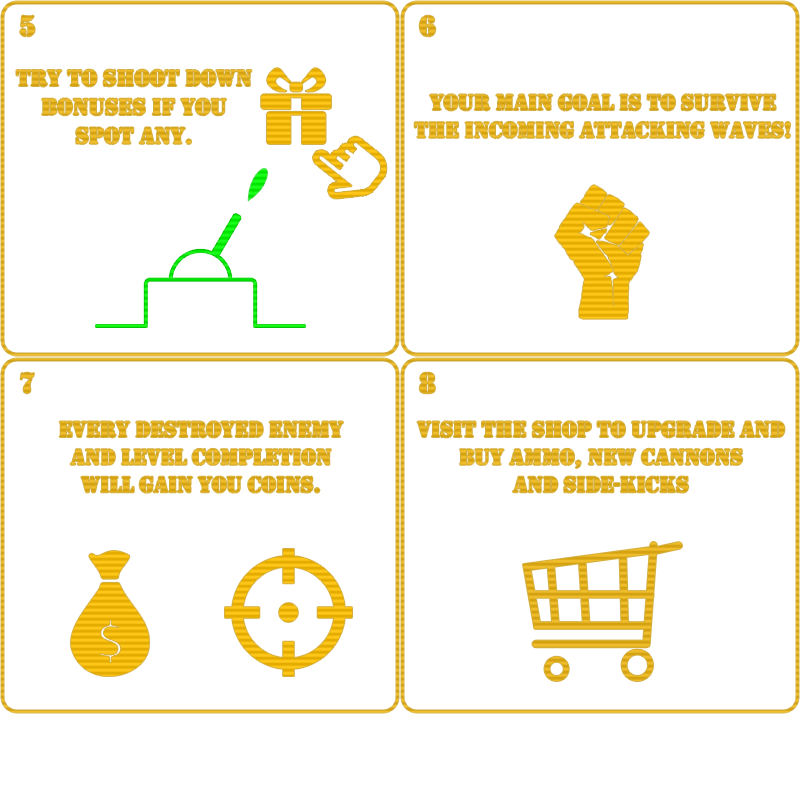 5
TRY TO SHOOT DOWN
BONUSES IF YOU
SPOT ANY.
6
YOUR MAIN GOAL IS TO SURVIVE
THE INCOMING ATTACKING WAVES!
7
EVERY DESTROYED ENEMY
AND LEVEL COMPLETION
WILL GAIN YOU COINS.
$
8
VISIT THE SHOP TO UPGRADE AND
BUY AMMO, NEW CANNONS
AND SIDE-KICKS